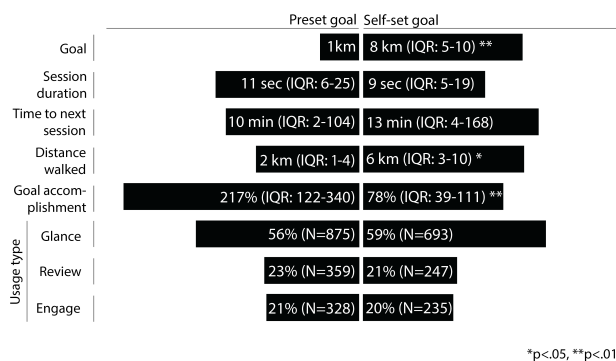 Preset goal Self-set goal
Goal 1km 8 km (IQR: 5-10) **
Session
duration 11 sec (IQR: 6-25) 9 sec (IQR: 5-19)
Time to next
session 10 min (IQR: 2-104) 13 min (IQR: 4-168)
Distance
walked 2 km (IQR: 1-4) 6 km (IQR: 3-10) *
Goal accom-
plishment 217% (IQR: 122-340) 78% (IQR: 39-111) **
Usage type
Glance 56% (N=875) 59% (N=693)
Review 23% (N=359) 21% (N=247)
Engage 21% (N=328) 20% (N=235)
*p<.05, **p<.01